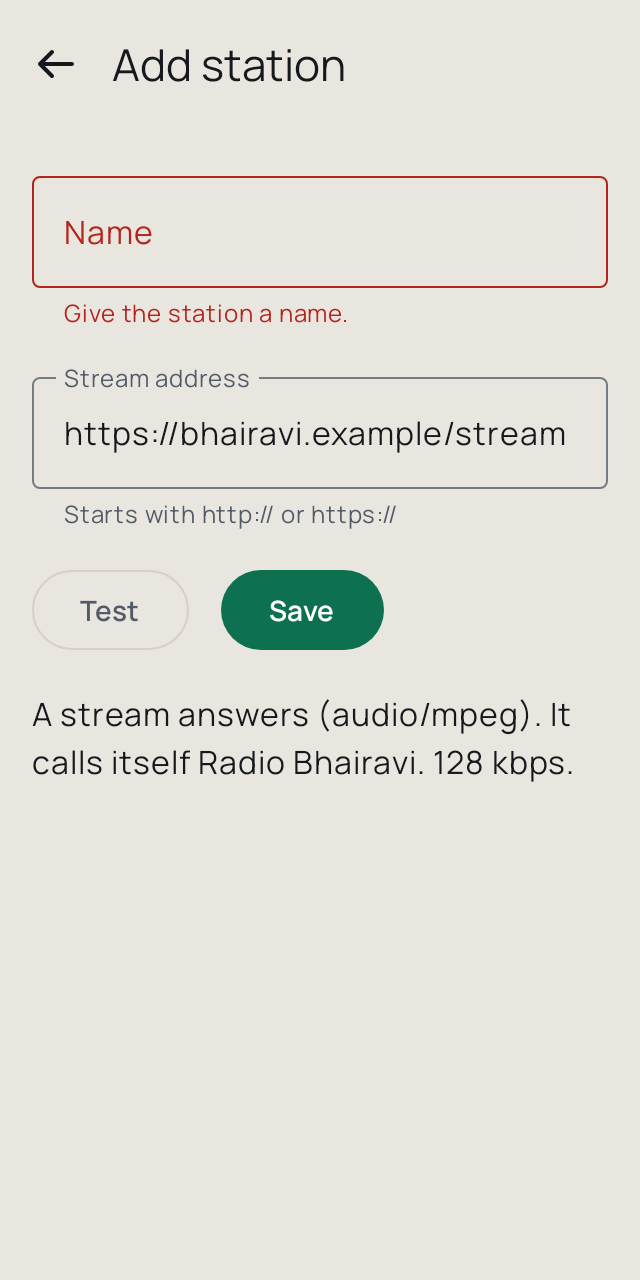 Add station
Name
Give the station a name.
Stream address
https://bhairavi.example/stream
Starts with http:// or https://
Test
Save
A stream answers (audio/mpeg). It
calls itself Radio Bhairavi. 128 kbps.